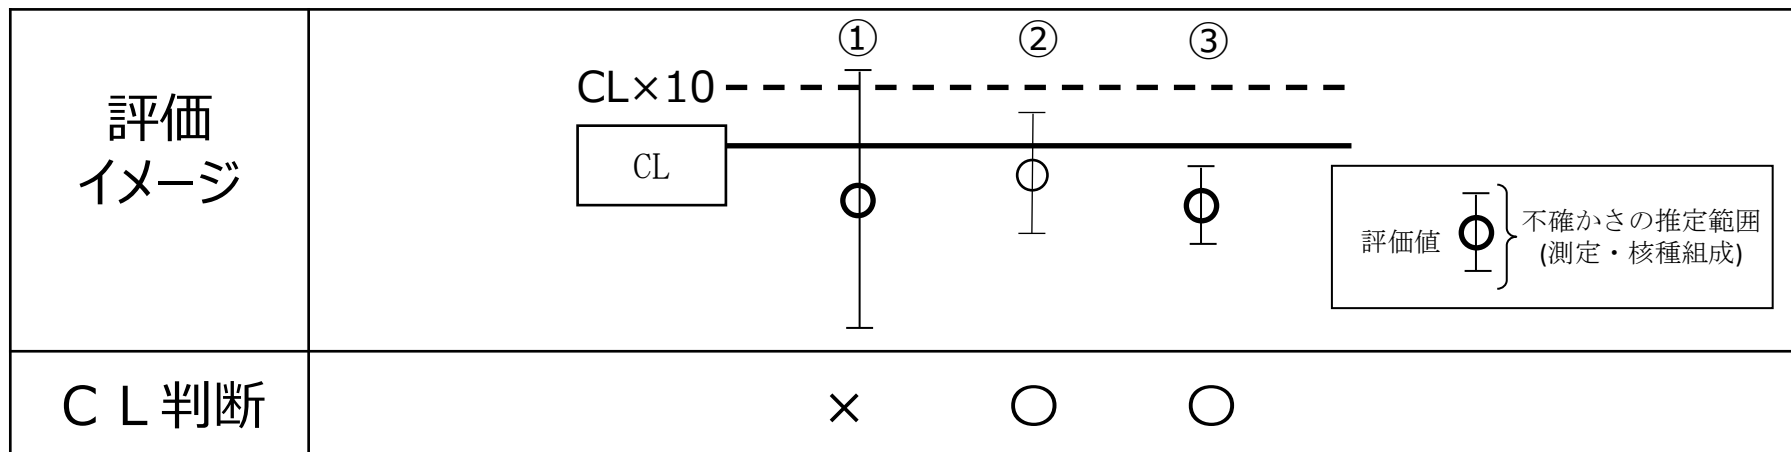 評価
イメージ
① ② ③
CL×10
CL
評価値
不確かさの推定範囲
(測定・核種組成)
ＣＬ判断
× ○ ○